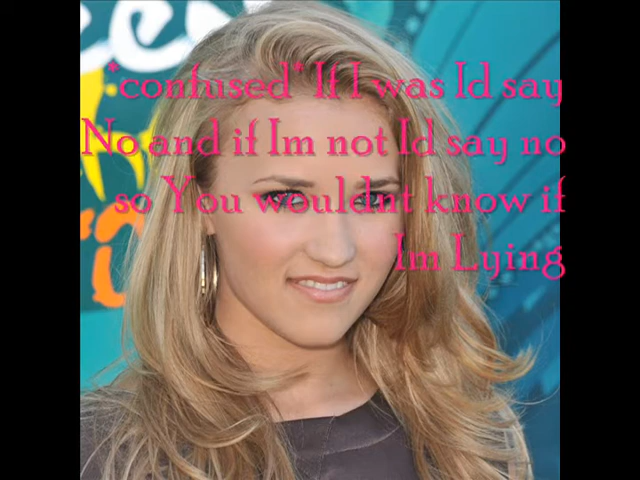 *confused* If I was Id say
No and if Im not Id say no
so You wouldnt know if
Im Lying